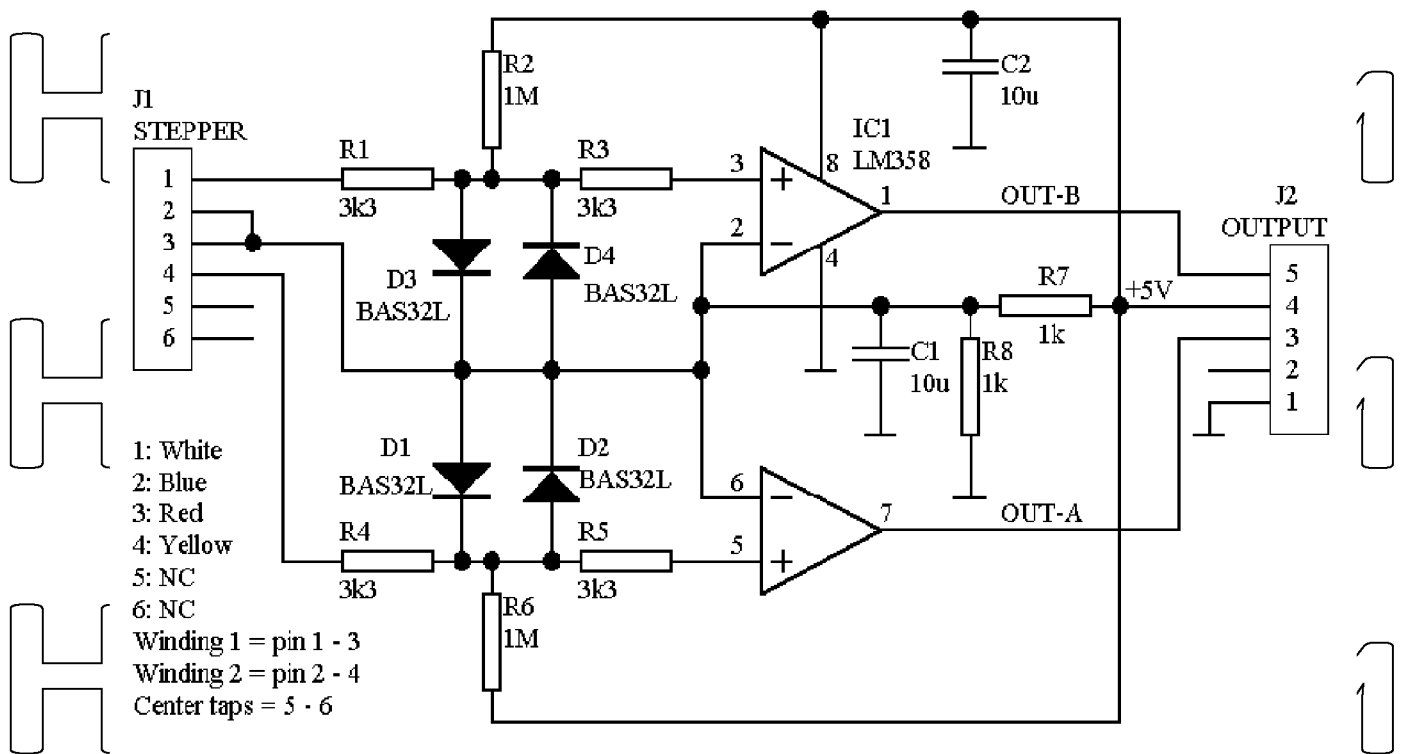 J1
STEPPER
1
2
3
4
5
6
R1
3k3
R2
1M
R3
3k3
D3
BAS32L
D4
BAS32L
3
2
8
4
1
IC1
LM358
C2
10u
OUT-B
J2
OUTPUT
5
4
3
2
1
R7
1k
+5V
C1
10u
R8
1k
D1
BAS32L
D2
BAS32L
R4
3k3
R5
3k3
R6
1M
6
5
7
OUT-A
1: White
2: Blue
3: Red
4: Yellow
5: NC
6: NC
Winding 1 = pin 1 - 3
Winding 2 = pin 2 - 4
Center taps = 5 - 6